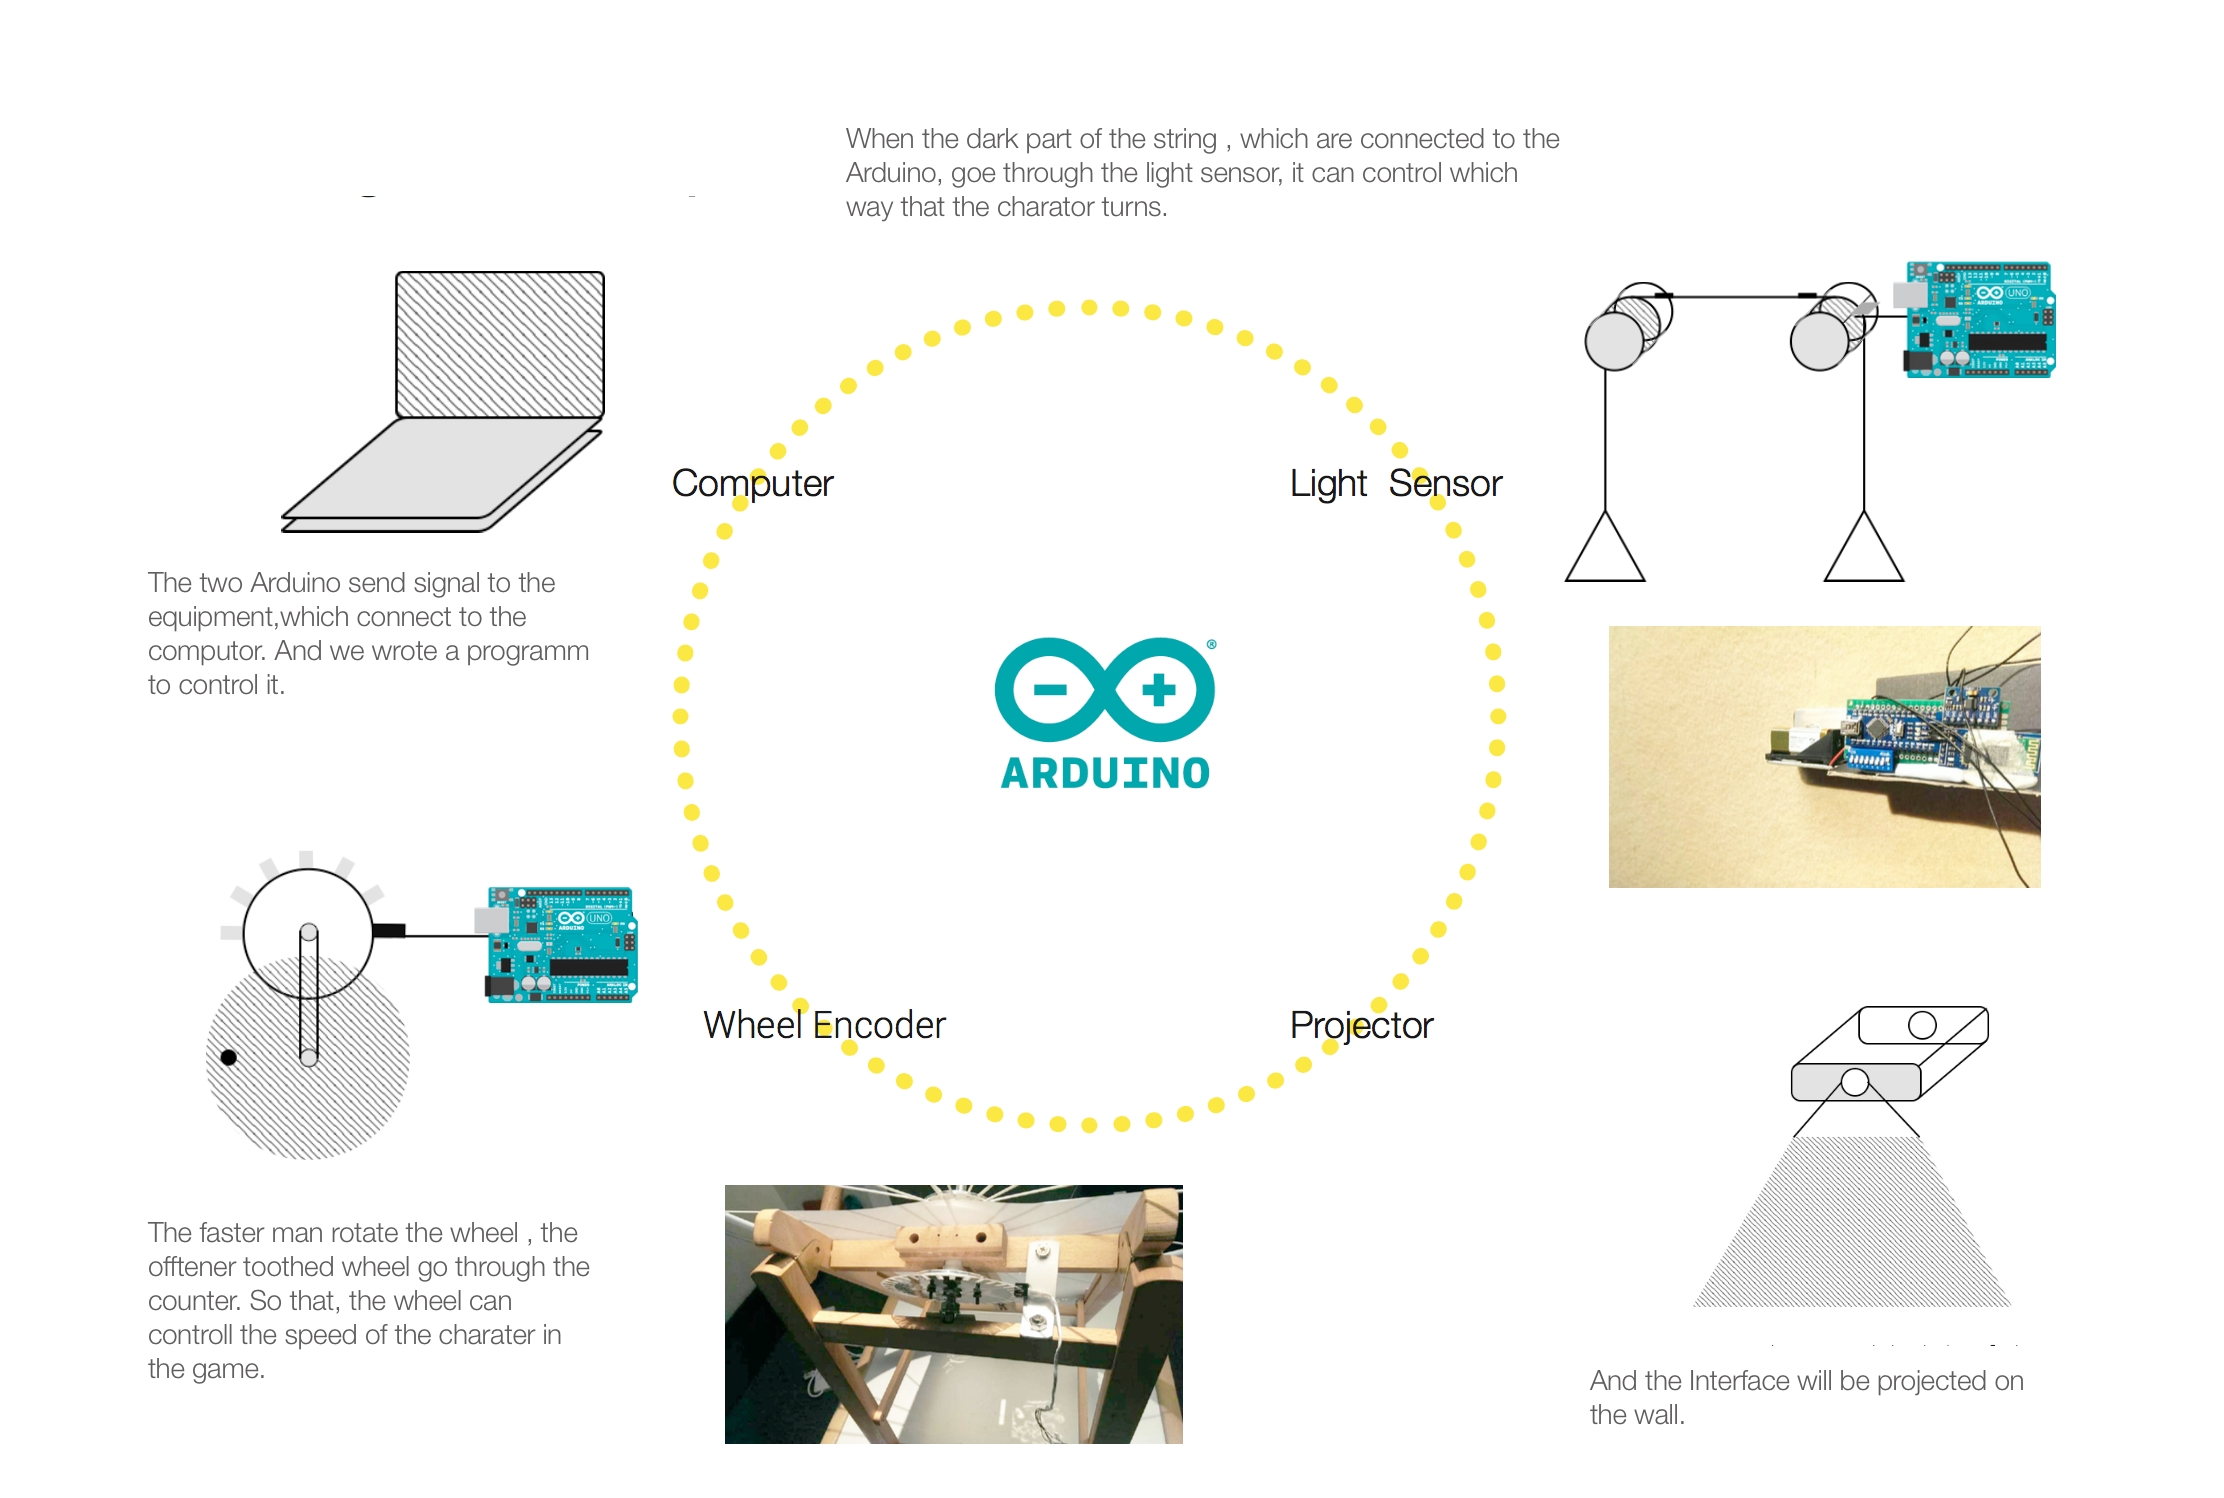 When the dark part of the string , which are connected to the
Arduino, goe through the light sensor, it can control which
way that the charator turns.
Computer
Light Sensor
The two Arduino send signal to the
equipment,which connect to the
computor. And we wrote a programm
to control it.
ARDUINO
UNO
ARDUINO
®
ARDUINO
UNO
Wheel Encoder
Projector
The faster man rotate the wheel , the
offtener toothed wheel go through the
counter. So that, the wheel can
controll the speed of the charater in
the game.
And the Interface will be projected on
the wall.